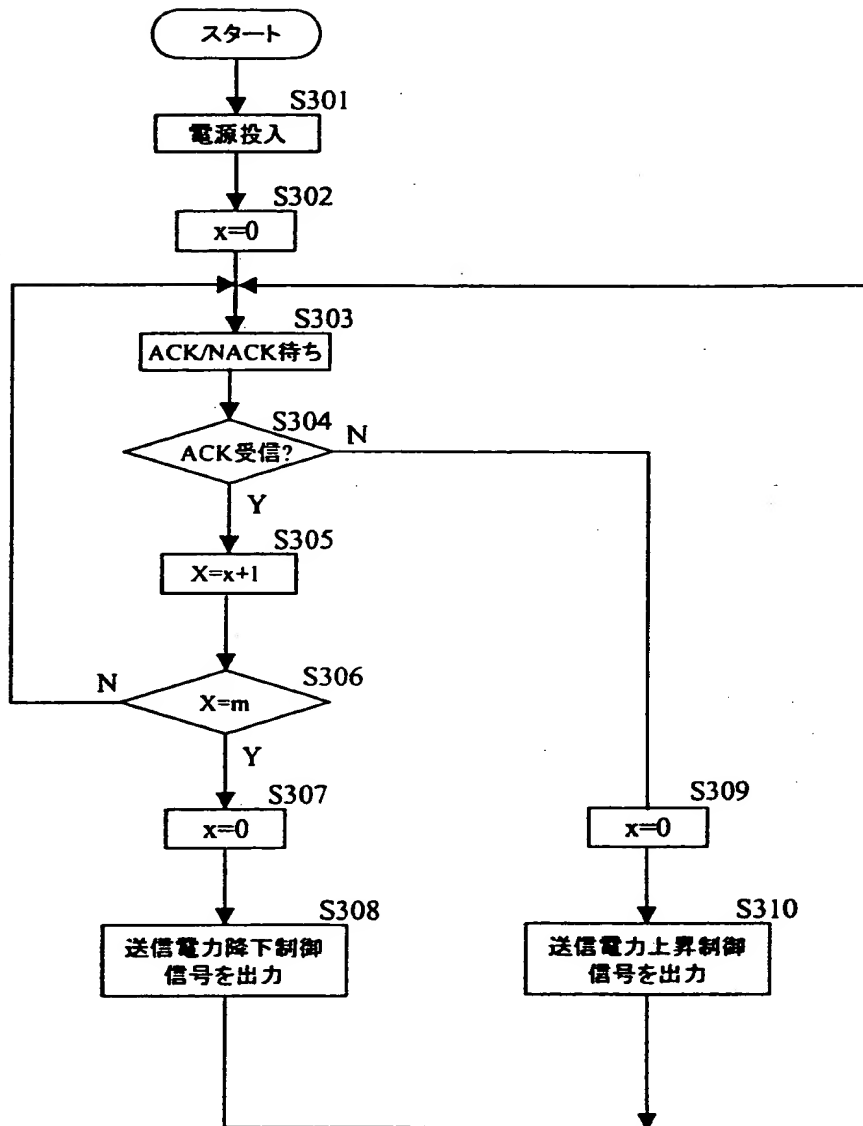 スタート
S301
電源投入
S302
x=0
S303
ACK/NACK待ち
S304
ACK受信?
N
Y
S305
X=x+1
S306
N
X=m
Y
S307
x=0
S309
x=0
S308
送信電力降下制御
信号を出力
S310
送信電力上昇制御
信号を出力